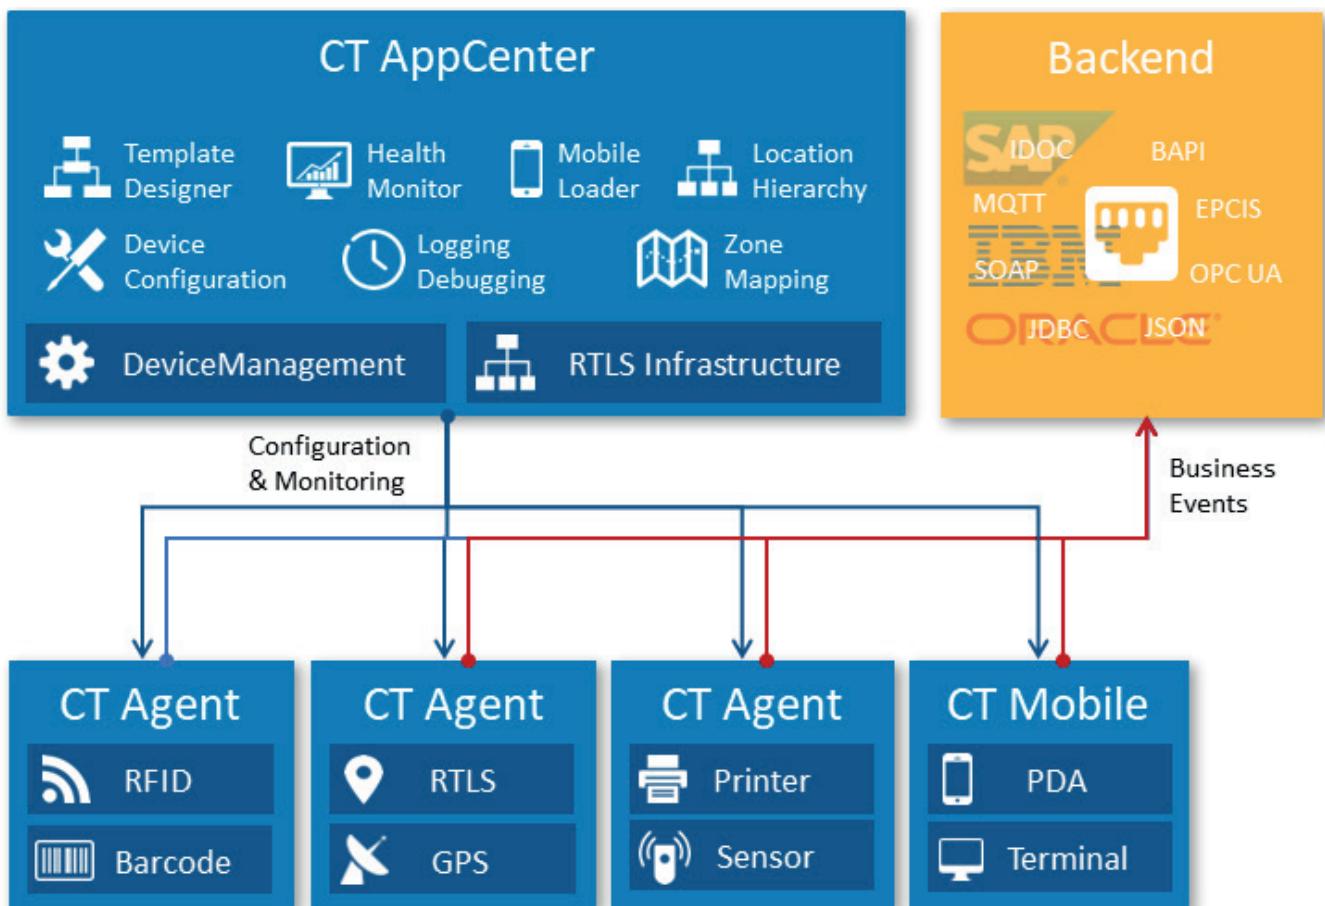 CT AppCenter
Template
Designer
Health
Monitor
Mobile
Loader
Location
Hierarchy
Device
Configuration
Logging
Debugging
Zone
Mapping
DeviceManagement
RTLS Infrastructure
Backend
SAP
IDOC
BAPI
MQTT
EPCIS
IBM
SOAP
OPC UA
ORACLE
JDBC
JSON
Configuration
& Monitoring
Business
Events
CT Agent
RFID
Barcode
CT Agent
RTLS
GPS
CT Agent
Printer
Sensor
CT Mobile
PDA
Terminal